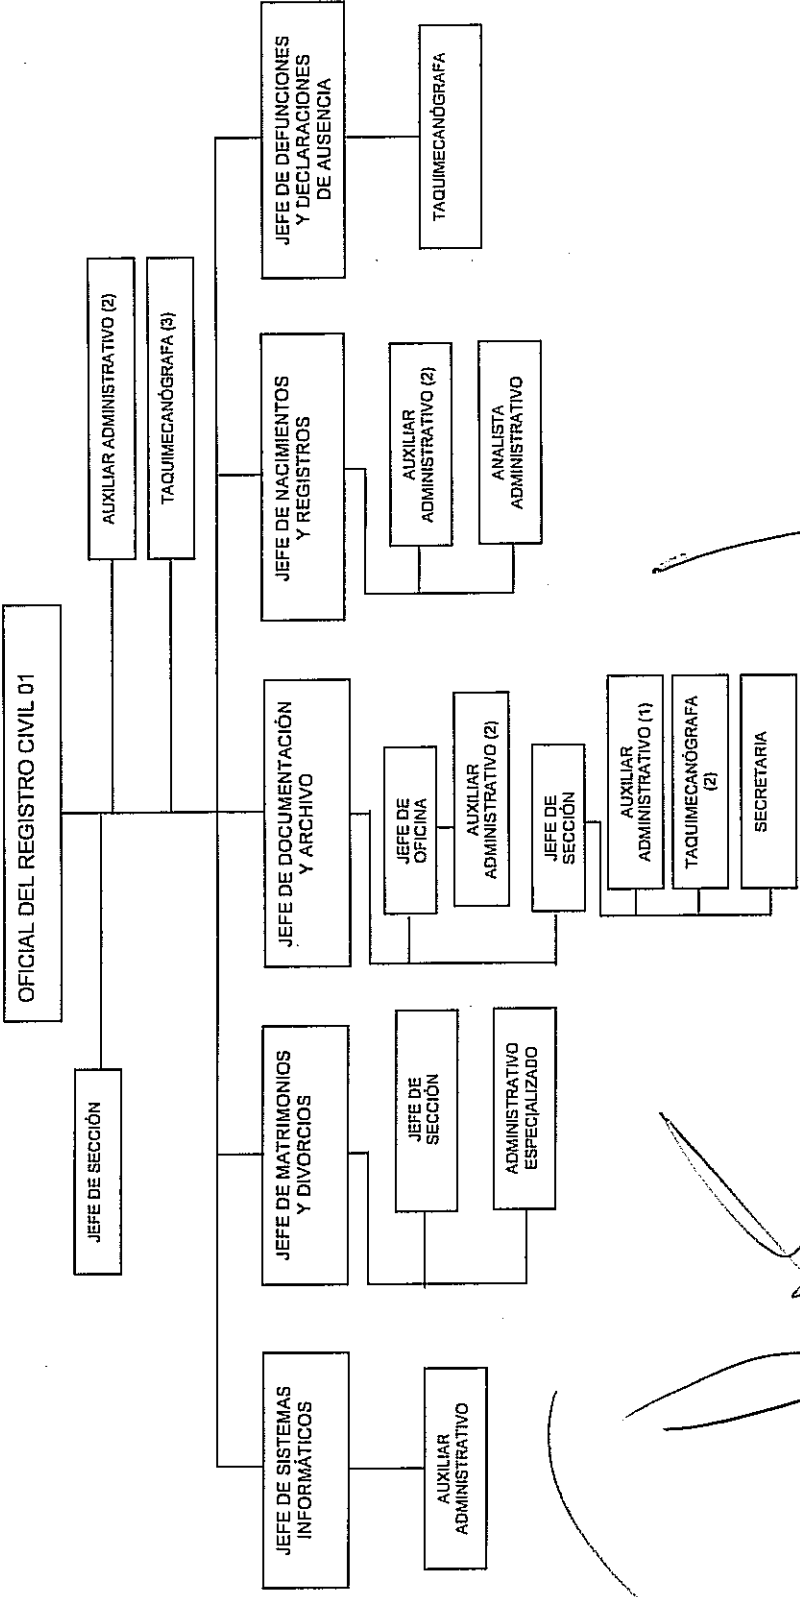 OFICIAL DEL REGISTRO CIVIL 01
JEFE DE SECCIÓN
AUXILIAR ADMINISTRATIVO (2)
TAQUIMECANÓGRAFA (3)
JEFE DE SISTEMAS
INFORMÁTICOS
AUXILIAR
ADMINISTRATIVO
JEFE DE MATRIMONIOS
Y DIVORCIOS
JEFE DE
SECCIÓN
ADMINISTRATIVO
ESPECIALIZADO
JEFE DE DOCUMENTACIÓN
Y ARCHIVO
JEFE DE
OFICINA
AUXILIAR
ADMINISTRATIVO (2)
JEFE DE
SECCIÓN
AUXILIAR
ADMINISTRATIVO (1)
TAQUIMECANÓGRAFA
(2)
SECRETARIA
JEFE DE NACIMIENTOS
Y REGISTROS
AUXILIAR
ADMINISTRATIVO (2)
ANALISTA
ADMINISTRATIVO
JEFE DE DEFUNCIONES
Y DECLARACIONES
DE AUSENCIA
TAQUIMECANÓGRAFA